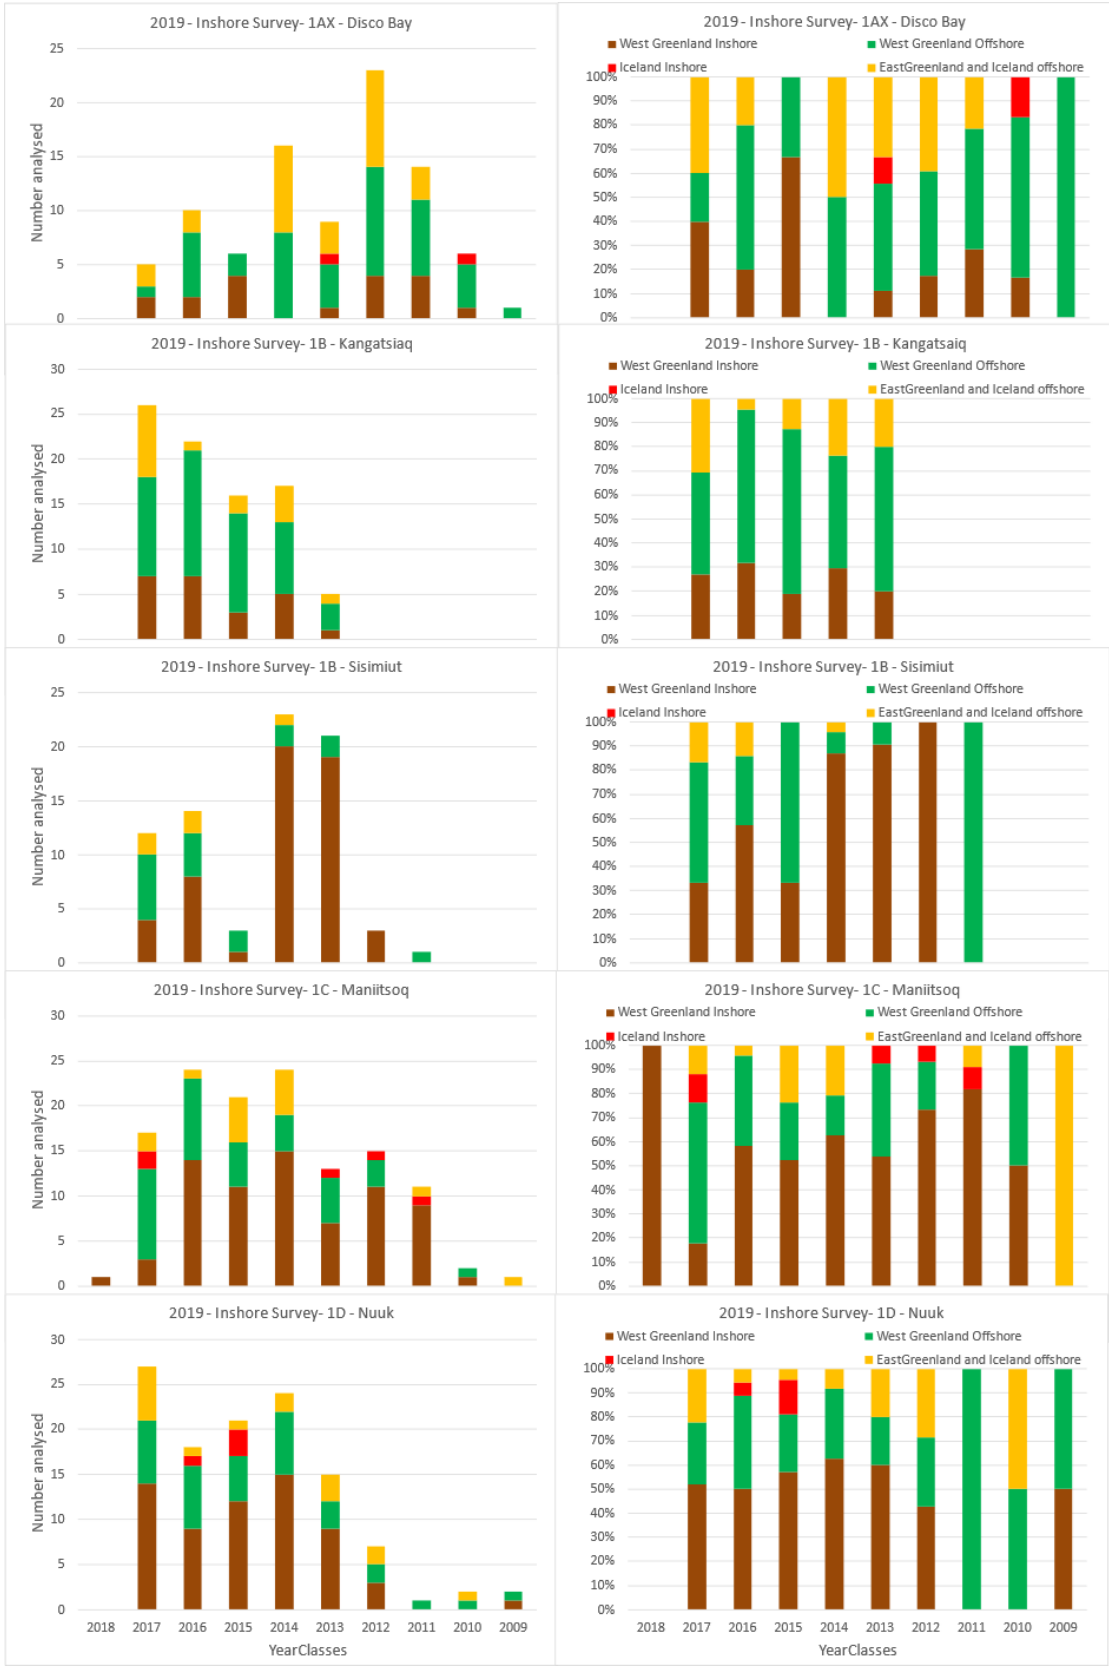 2019 - Inshore Survey- 1AX - Disco Bay
Number analysed
25
20
15
10
5
0
2019 - Inshore Survey- 1AX - Disco Bay
West Greenland Inshore
West Greenland Offshore
Iceland Inshore
EastGreenland and Iceland offshore
100%
90%
80%
70%
60%
50%
40%
30%
20%
10%
0%
2019 - Inshore Survey- 1B - Kangatsiaq
Number analysed
30
25
20
15
10
5
0
2019 - Inshore Survey- 1B - Kangatsaiq
West Greenland Inshore
West Greenland Offshore
Iceland Inshore
EastGreenland and Iceland offshore
100%
90%
80%
70%
60%
50%
40%
30%
20%
10%
0%
2019 - Inshore Survey- 1B - Sisimiut
Number analysed
25
20
15
10
5
0
2019 - Inshore Survey- 1B - Sisimiut
West Greenland Inshore
West Greenland Offshore
Iceland Inshore
EastGreenland and Iceland offshore
100%
90%
80%
70%
60%
50%
40%
30%
20%
10%
0%
2019 - Inshore Survey- 1C - Maniitsoq
Number analysed
30
25
20
15
10
5
0
2019 - Inshore Survey- 1C - Maniitsoq
West Greenland Inshore
West Greenland Offshore
Iceland Inshore
EastGreenland and Iceland offshore
100%
90%
80%
70%
60%
50%
40%
30%
20%
10%
0%
2019 - Inshore Survey- 1D - Nuuk
Number analysed
30
25
20
15
10
5
0
2018 2017 2016 2015 2014 2013 2012 2011 2010 2009
YearClasses
2019 - Inshore Survey- 1D - Nuuk
West Greenland Inshore
West Greenland Offshore
Iceland Inshore
EastGreenland and Iceland offshore
100%
90%
80%
70%
60%
50%
40%
30%
20%
10%
0%
2018 2017 2016 2015 2014 2013 2012 2011 2010 2009
YearClasses